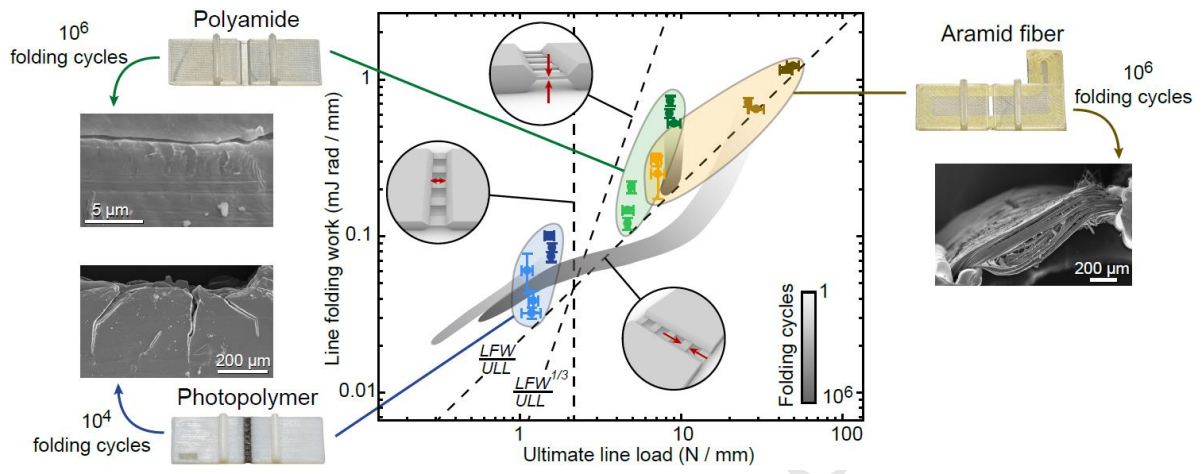 Polyamide
10⁶
folding cycles
5 µm
200 µm
Photopolymer
10⁴
folding cycles
Line folding work (mJ rad / mm)
1
0.1
0.01
LFW
ULL
LFW^1/3
ULL
Folding cycles
1
10⁶
1
10
100
Ultimate line load (N / mm)
Aramid fiber
10⁶
folding cycles
200 µm